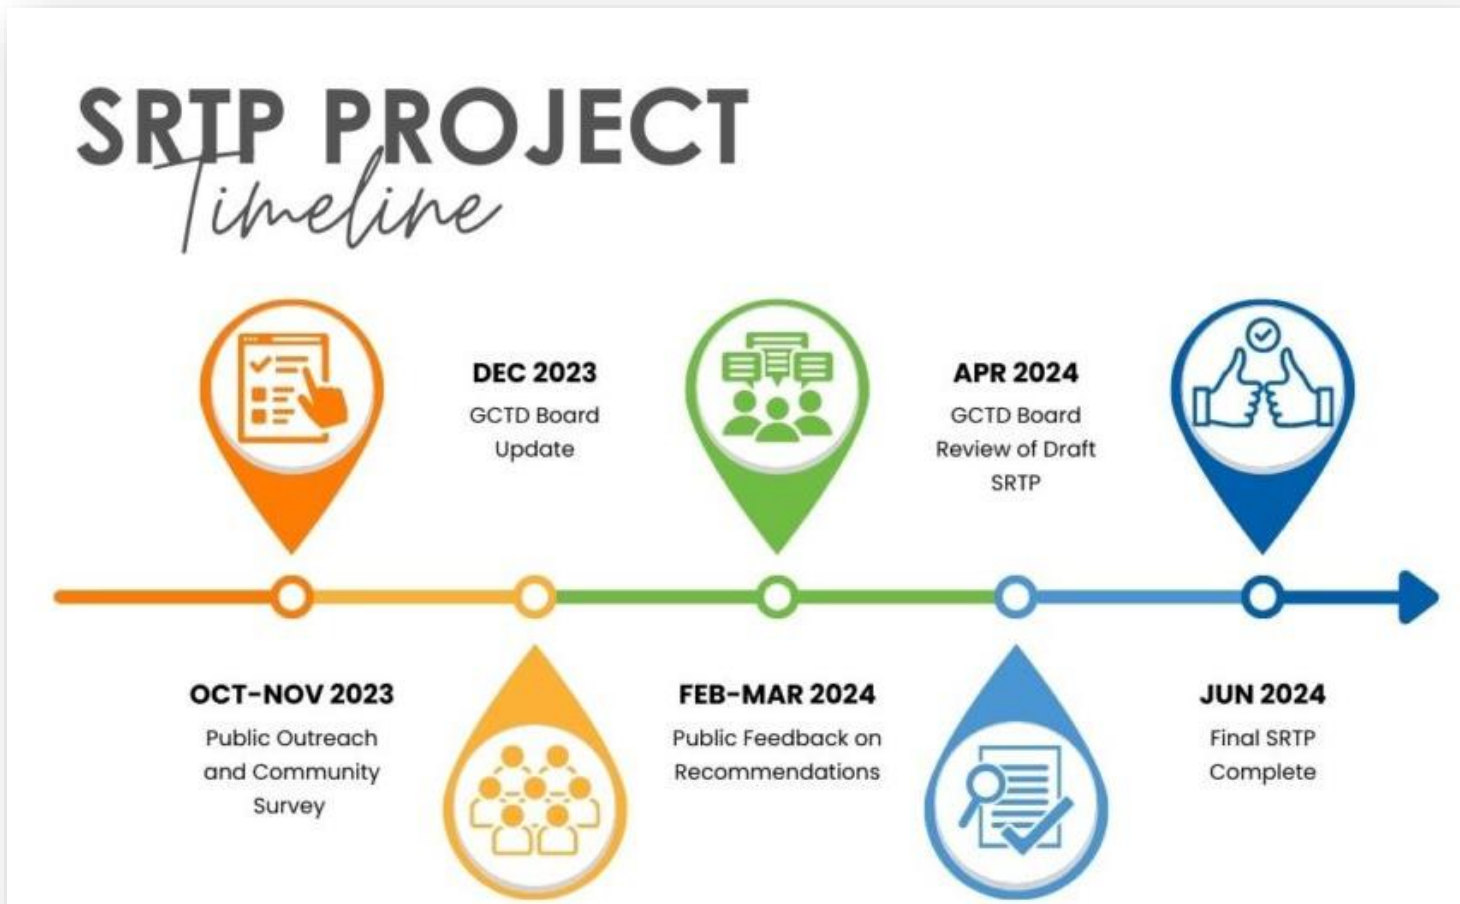 SRTP PROJECT
Timeline
OCT-NOV 2023
Public Outreach
and Community
Survey
DEC 2023
GCTD Board
Update
FEB-MAR 2024
Public Feedback on
Recommendations
APR 2024
GCTD Board
Review of Draft
SRTP
JUN 2024
Final SRTP
Complete